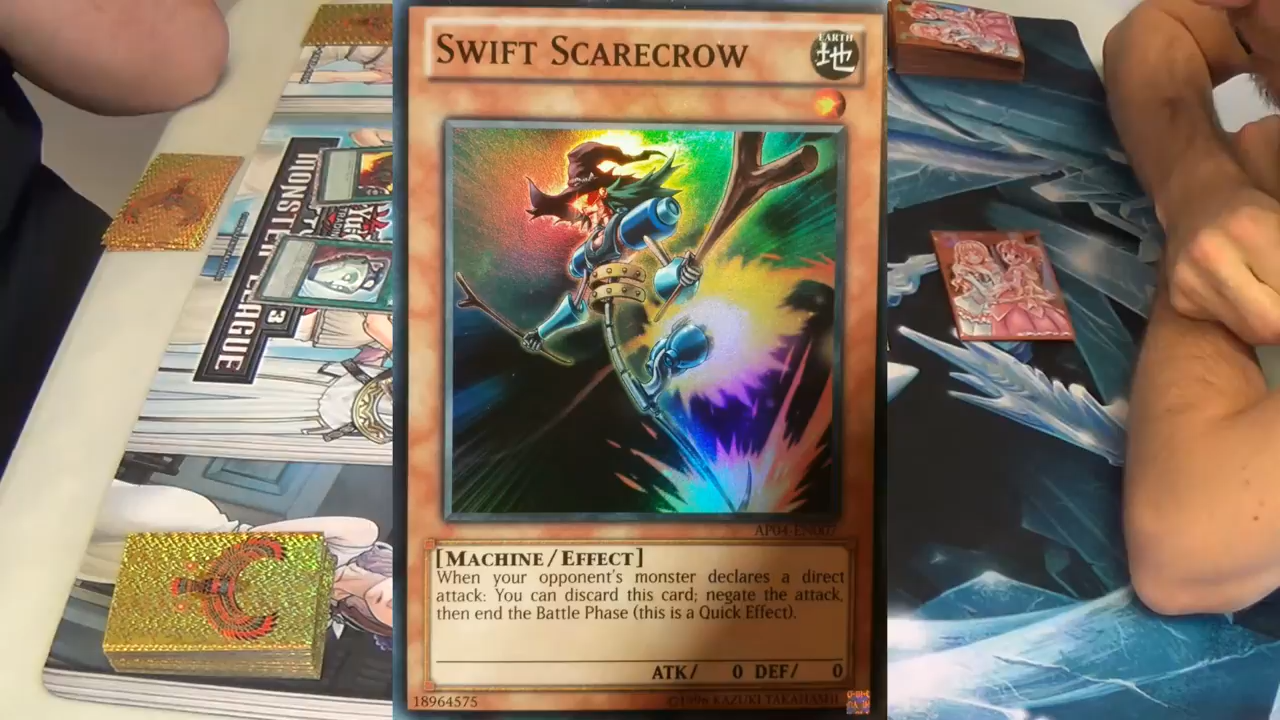 SWIFT SCARECROW
EARTH
地
AP04-EN007
[MACHINE/EFFECT]
When your opponent's monster declares a direct
attack: You can discard this card; negate the attack,
then end the Battle Phase (this is a Quick Effect).
ATK/ 0 DEF/ 0
18964575
©1996 KAZUKI TAKAHASHI
MONSTER LEAGUE
3